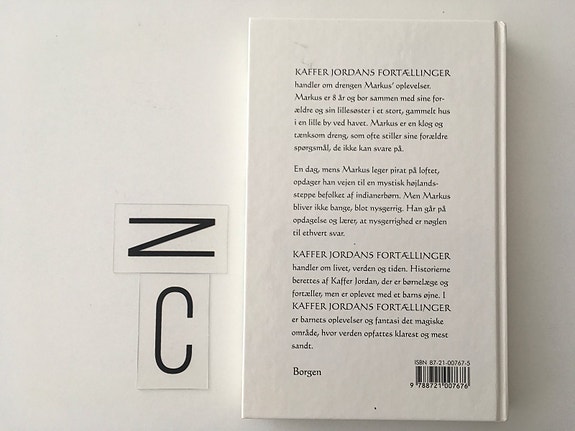 KAFFER JORDANS FORTÆLLINGER
handler om drengen Markus' oplevelser.
Markus er 8 år og bor sammen med sine for-
ældre og sin lillesøster i et stort, gammelt hus
i en lille by ved havet. Markus er en klog og
tænksom dreng, som ofte stiller sine forældre
spørgsmål, de ikke kan svare på.
En dag, mens Markus leger pirat på loftet,
opdager han vejen til en mystisk højlands-
steppe befolket af indianerbørn. Men Markus
bliver ikke bange, blot nysgerrig. Han går på
opdagelse og lærer, at nysgerrighed er nøglen
til ethvert svar.
KAFFER JORDANS FORTÆLLINGER
handler om livet, verden og tiden. Historierne
berettes af Kaffer Jordan, der er børnelæge og
fortæller, men er oplevet med et barns øjne. I
KAFFER JORDANS FORTÆLLINGER
er barnets oplevelser og fantasi det magiske
område, hvor verden opfattes klarest og mest
sandt.
Borgen
ISBN 87-21-00767-5
9 788721 007676
Z
C